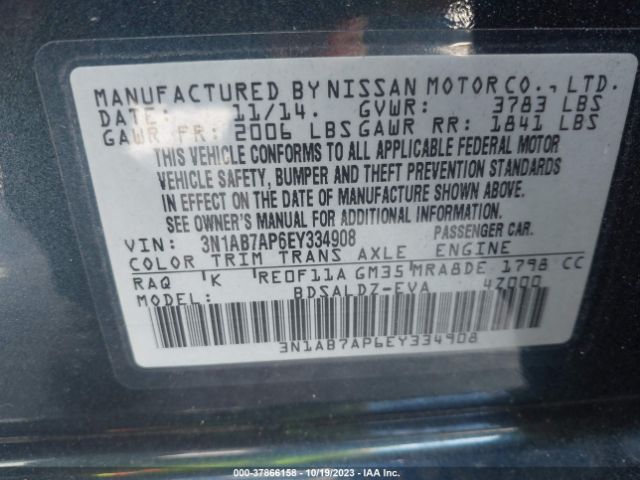 MANUFACTURED BY NISSAN MOTOR CO., LTD.
DATE: 11/14. GVWR: 3783 LBS
GAWR FR: 2006 LBS GAWR RR: 1841 LBS
THIS VEHICLE CONFORMS TO ALL APPLICABLE FEDERAL MOTOR
VEHICLE SAFETY, BUMPER AND THEFT PREVENTION STANDARDS
IN EFFECT ON THE DATE OF MANUFACTURE SHOWN ABOVE.
SEE OWNER'S MANUAL FOR ADDITIONAL INFORMATION.
VIN: 3N1AB7AP6EY334908 PASSENGER CAR.
COLOR TRIM TRANS AXLE ENGINE
RAQ K RE0F11A GM35 MRA8DE 1798 CC
MODEL: BDSALDZ-EVA 4Z000
3N1AB7AP6EY334908
000-37866158 - 10/19/2023 - IAA Inc.